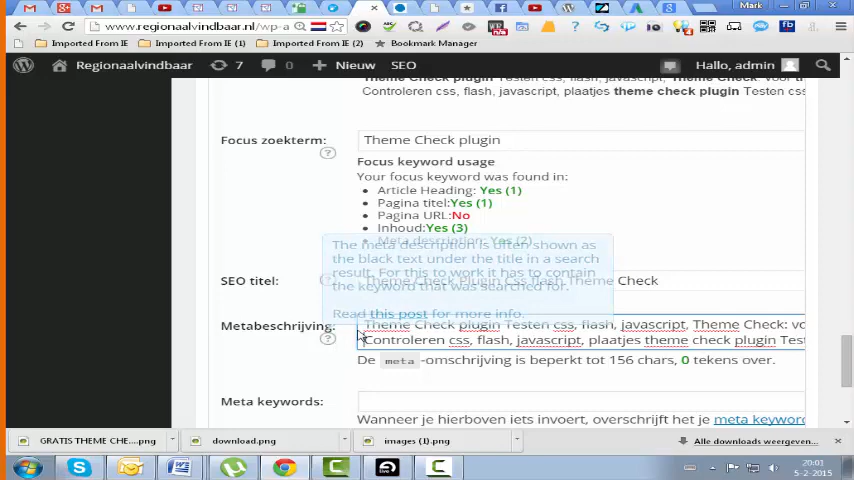 Mark
www.regionaalvindbaar.nl/wp-a
Imported From IE
Imported From IE (1)
Imported From IE (2)
Bookmark Manager
Regionaalvindbaar
7
0
Nieuw
SEO
Hallo, admin
Controleren css, flash, javascript, plaatjes theme check plugin Testen css
Focus zoekterm:
Theme Check plugin
Focus keyword usage
Your focus keyword was found in:
Article Heading: Yes (1)
Pagina titel:Yes (1)
Pagina URL:No
Inhoud:Yes (3)
Meta description: Yes (2)
The meta description is often shown as
the black text under the title in a search
result. For this to work it has to contain
the keyword that was searched for.
Read this post for more info.
SEO titel:
Theme Check Plugin Css flash Theme Check
Metabeschrijving:
Theme Check plugin Testen css, flash, javascript, Theme Check: vo
Controleren css, flash, javascript, plaatjes theme check plugin Test
De meta -omschrijving is beperkt tot 156 chars, 0 tekens over.
Meta keywords:
Wanneer je hierboven iets invoert, overschrijft het je meta keyword
GRATIS THEME CHE....png
download.png
images (1).png
Alle downloads weergeven...
20:01
5-2-2015